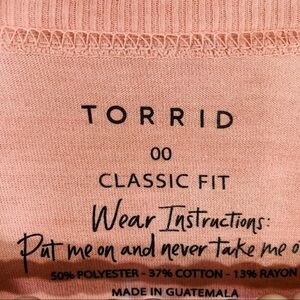 TORRID
00
CLASSIC FIT
Wear Instructions:
Put me on and never take me
50% POLYESTER - 37% COTTON - 13% RAYON
MADE IN GUATEMALA